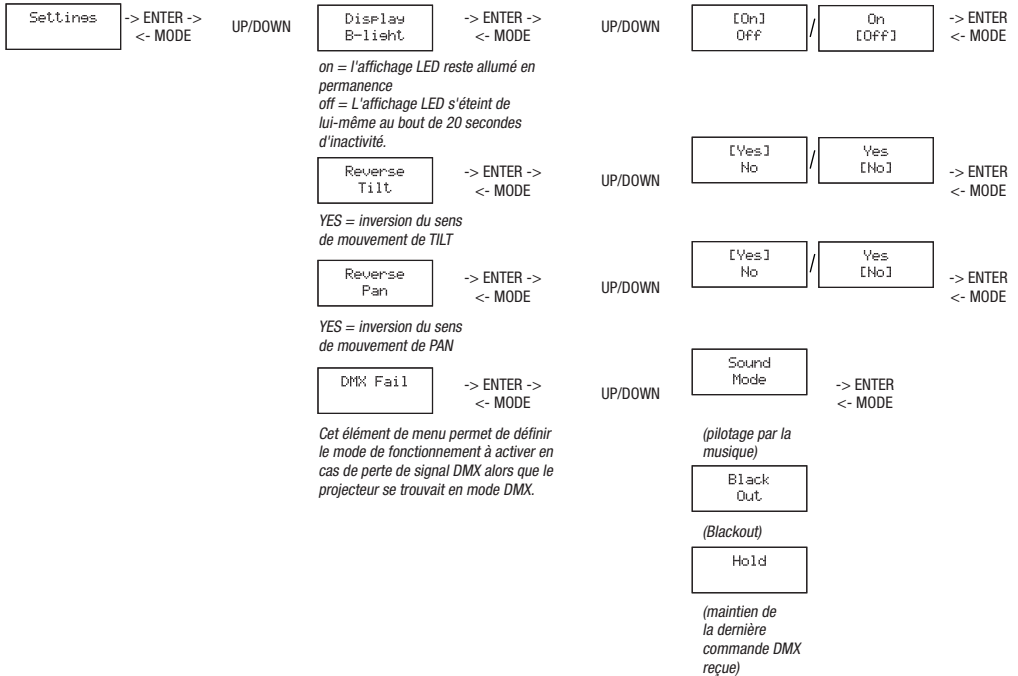 Settings
-> ENTER ->
<- MODE
UP/DOWN
Display
B-light
-> ENTER ->
<- MODE
UP/DOWN
[On]
Off
/
On
[Off]
-> ENTER
<- MODE
on = l'affichage LED reste allumé en
permanence
off = L'affichage LED s'éteint de
lui-même au bout de 20 secondes
d'inactivité.
Reverse
Tilt
-> ENTER ->
<- MODE
UP/DOWN
[Yes]
No
/
Yes
[No]
-> ENTER
<- MODE
YES = inversion du sens
de mouvement de TILT
Reverse
Pan
-> ENTER ->
<- MODE
UP/DOWN
[Yes]
No
/
Yes
[No]
-> ENTER
<- MODE
YES = inversion du sens
de mouvement de PAN
DMX Fail
-> ENTER ->
<- MODE
UP/DOWN
Sound
Mode
-> ENTER
<- MODE
Cet élément de menu permet de définir
le mode de fonctionnement à activer en
cas de perte de signal DMX alors que le
projecteur se trouvait en mode DMX.
(pilotage par la
musique)
Black
Out
(Blackout)
Hold
(maintien de
la dernière
commande DMX
reçue)